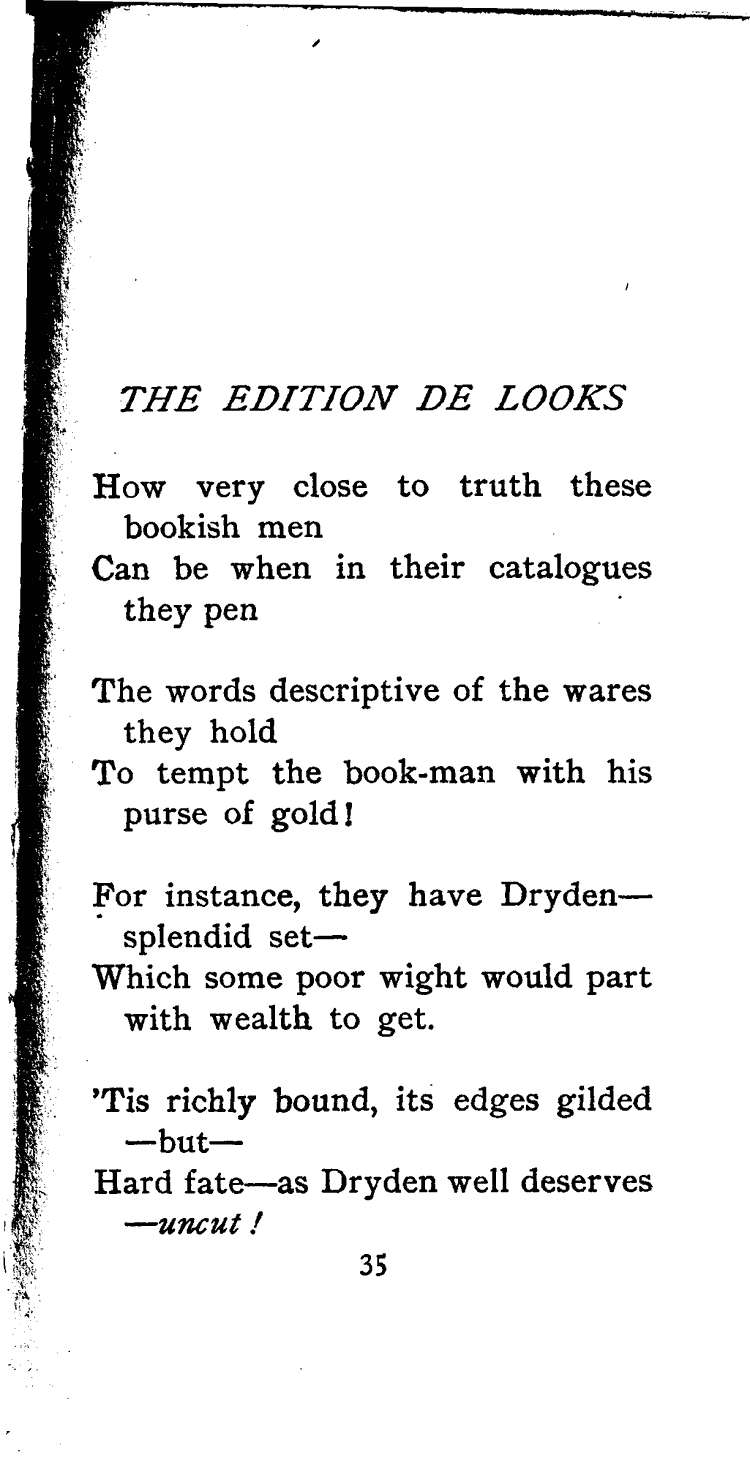 THE EDITION DE LOOKS
How very close to truth these
bookish men
Can be when in their catalogues
they pen
The words descriptive of the wares
they hold
To tempt the book-man with his
purse of gold!
For instance, they have Dryden—
splendid set—
Which some poor wight would part
with wealth to get.
’Tis richly bound, its edges gilded
—but—
Hard fate—as Dryden well deserves
—uncut!
35